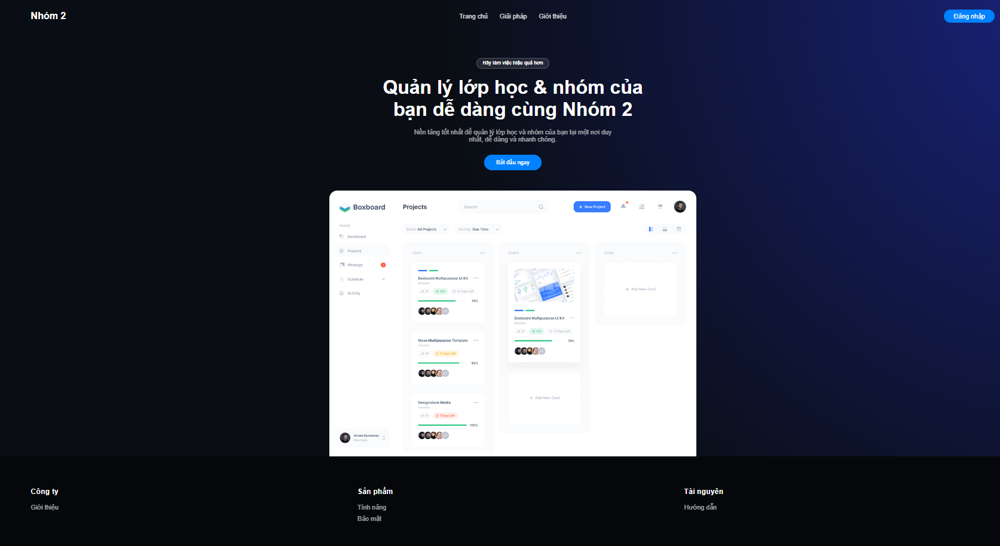 Nhóm 2
Trang chủ
Giải pháp
Giới thiệu
Đăng nhập
Hãy làm việc hiệu quả hơn
Quản lý lớp học & nhóm của
bạn dễ dàng cùng Nhóm 2
Nền tảng tốt nhất để quản lý lớp học và nhóm của bạn tại một nơi duy
nhất, dễ dàng và nhanh chóng.
Bắt đầu ngay
Boxboard
Projects
Search
+ New Project
PAGES
Dashboard
Projects
Message
Schedule
Activity
Show: All Projects
Sort by: Due Time
TODO
Boxboard Multipurpose Ui Kit
Boxboard
21
8/8
10 Days left
74%
+2
Move Multipurpose Template
Universe
16
6 Days left
82%
+2
Designstack Media
Universe
21
1 Days left
100%
+2
DOING
Boxboard Multipurpose Ui Kit
Boxboard
21
10 Days left
74%
+ Add New Card
DONE
+ Add New Card
Artem Kyznetsov
Illustrator
Công ty
Giới thiệu
Sản phẩm
Tính năng
Bảo mật
Tài nguyên
Hướng dẫn